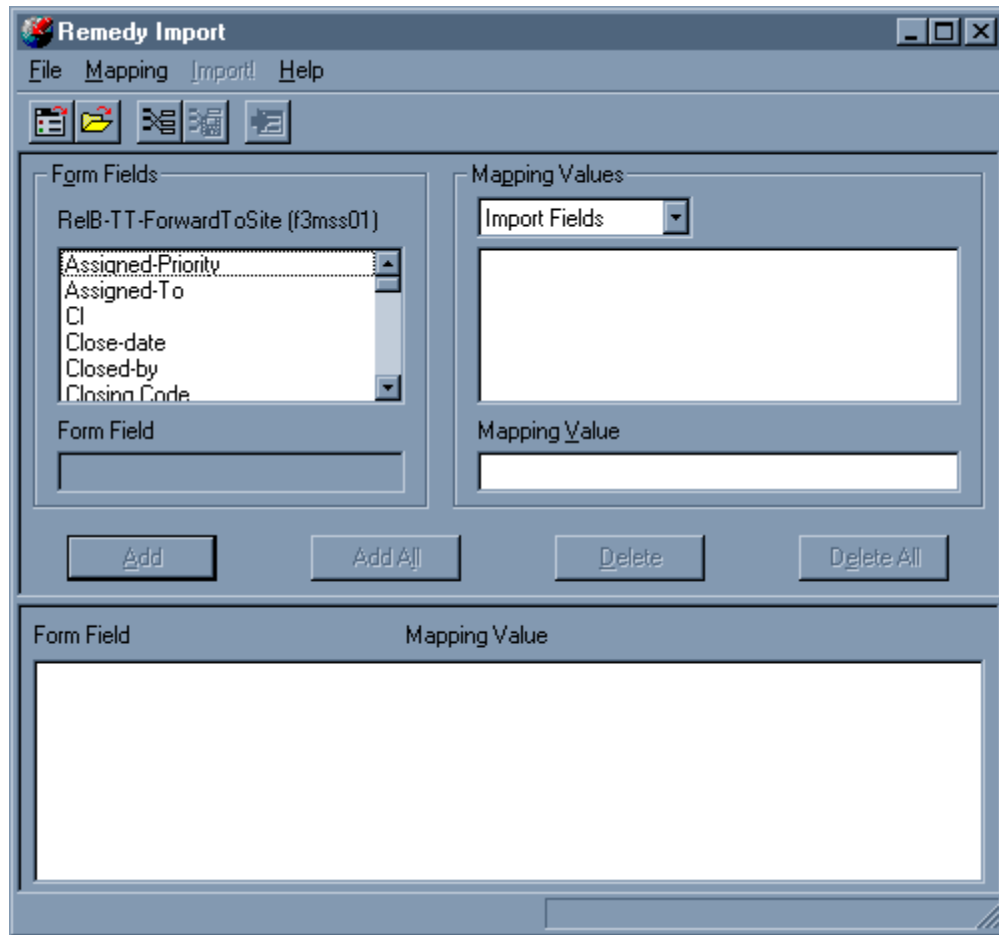 Remedy Import
File Mapping Import! Help
Form Fields
RelB-TT-ForwardToSite (f3mss01)
Assigned-Priority
Assigned-To
CI
Close-date
Closed-by
Closing Code
Form Field
Mapping Values
Import Fields
Mapping Value
Add Add All Delete Delete All
Form Field Mapping Value